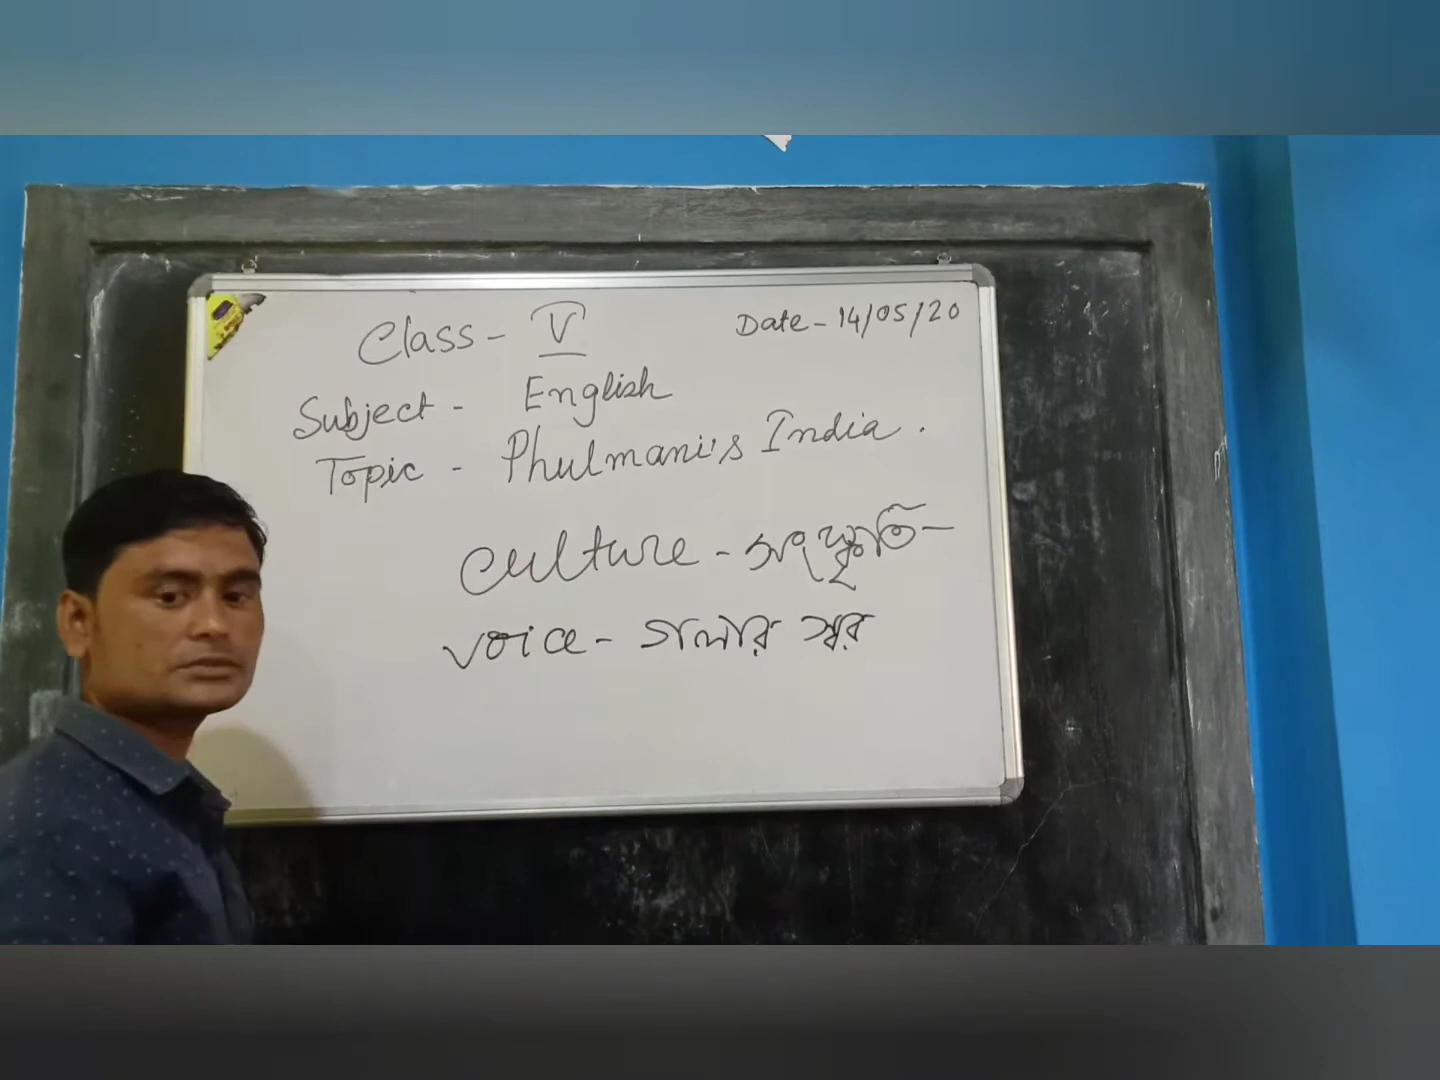 Class - V
Date - 14/05/20
Subject - English
Topic - Phulmani's India.
Culture - সংস্কৃতি -
Voice - গলার স্বর